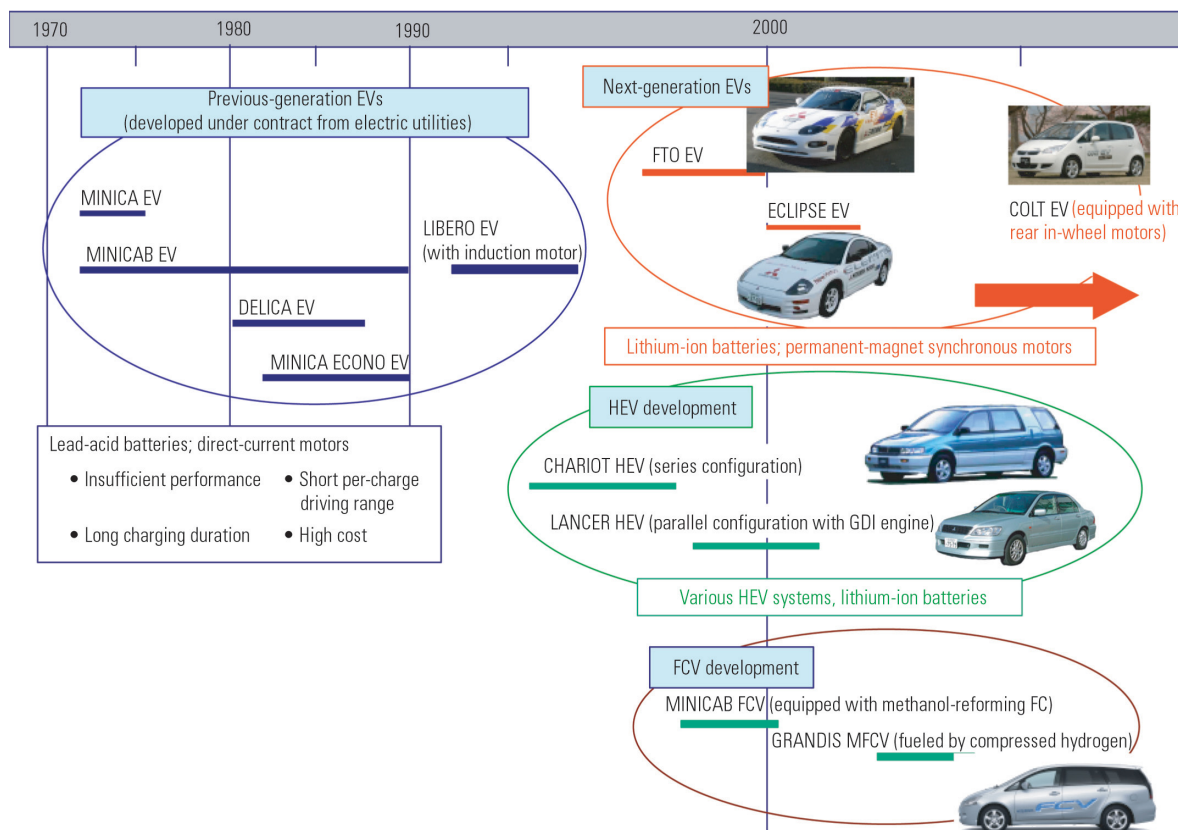 1970
1980
1990
2000
Previous-generation EVs
(developed under contract from electric utilities)
MINICA EV
MINICAB EV
LIBERO EV
(with induction motor)
DELICA EV
MINICA ECONO EV
Lead-acid batteries; direct-current motors
• Insufficient performance
• Short per-charge
driving range
• Long charging duration
• High cost
Next-generation EVs
FTO EV
ECLIPSE EV
COLT EV (equipped with
rear in-wheel motors)
Lithium-ion batteries; permanent-magnet synchronous motors
HEV development
CHARIOT HEV (series configuration)
LANCER HEV (parallel configuration with GDI engine)
Various HEV systems, lithium-ion batteries
FCV development
MINICAB FCV (equipped with methanol-reforming FC)
GRANDIS MFCV (fueled by compressed hydrogen)
FCV